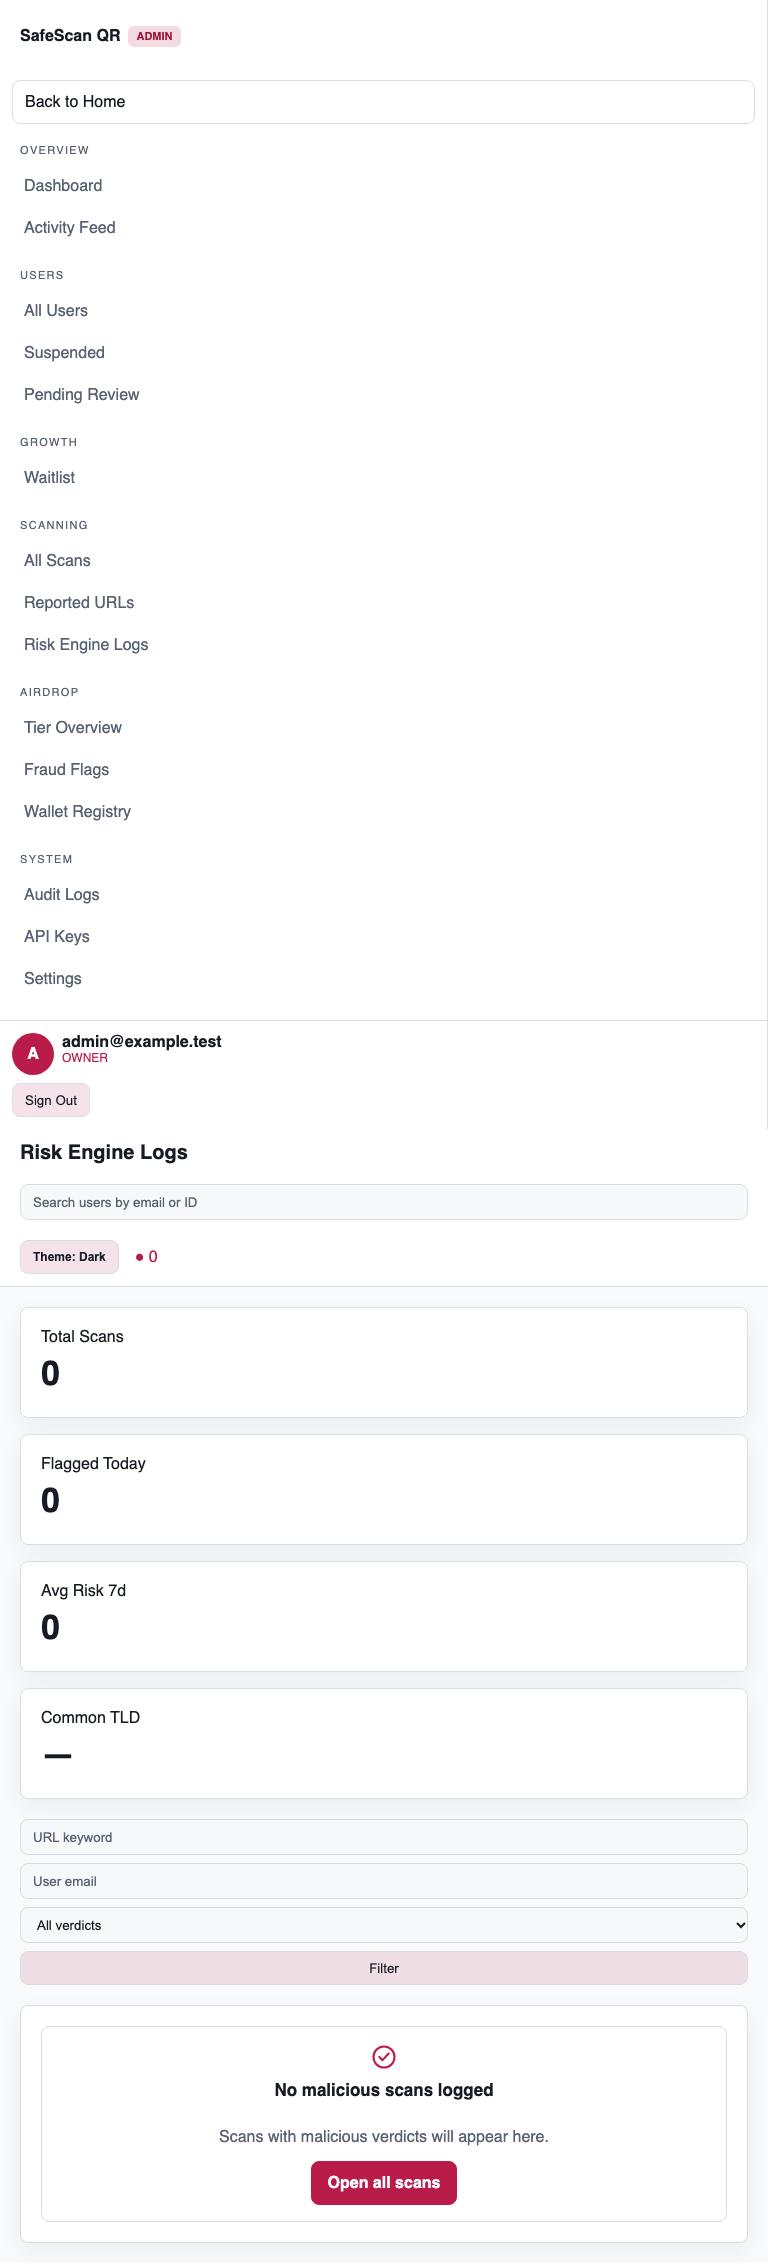 SafeScan QR ADMIN
Back to Home
OVERVIEW
Dashboard
Activity Feed
USERS
All Users
Suspended
Pending Review
GROWTH
Waitlist
SCANNING
All Scans
Reported URLs
Risk Engine Logs
AIRDROP
Tier Overview
Fraud Flags
Wallet Registry
SYSTEM
Audit Logs
API Keys
Settings
A
admin@example.test
OWNER
Sign Out
Risk Engine Logs
Search users by email or ID
Theme: Dark ● 0
Total Scans
0
Flagged Today
0
Avg Risk 7d
0
Common TLD
—
URL keyword
User email
All verdicts
Filter
No malicious scans logged
Scans with malicious verdicts will appear here.
Open all scans